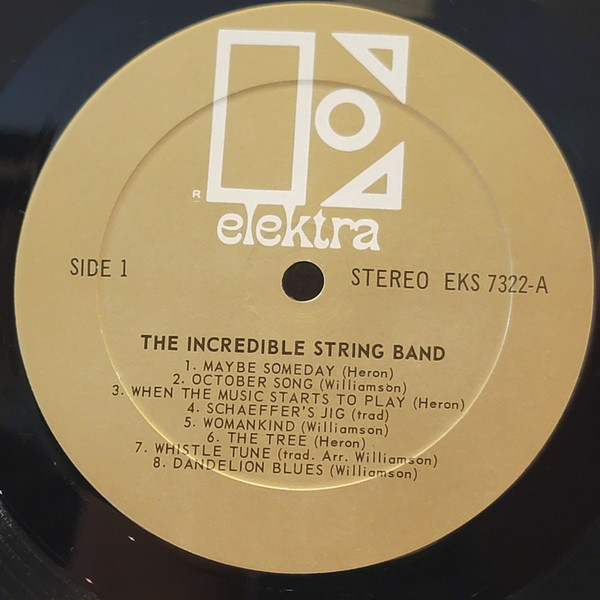 R
elektra
SIDE 1
STEREO EKS 7322-A
THE INCREDIBLE STRING BAND
1. MAYBE SOMEDAY (Heron)
2. OCTOBER SONG (Williamson)
3. WHEN THE MUSIC STARTS TO PLAY (Heron)
4. SCHAEFFER'S JIG (trad)
5. WOMANKIND (Williamson)
6. THE TREE (Heron)
7. WHISTLE TUNE (trad. Arr. Williamson)
8. DANDELION BLUES (Williamson)